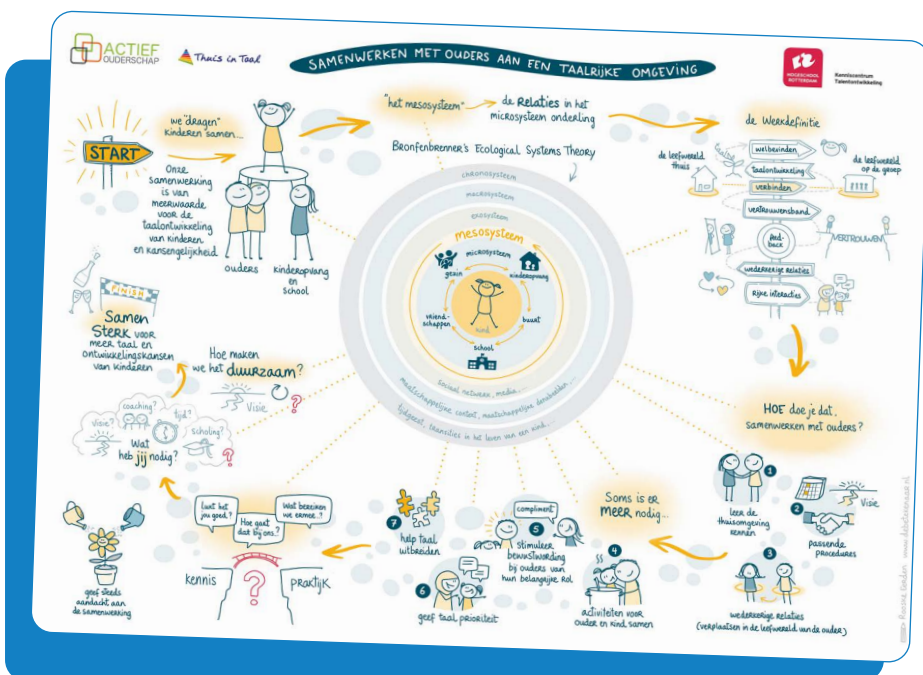 ACTIEF
OUDERSCHAP
Thuis in Taal
SAMENWERKEN MET OUDERS AAN EEN TAALRIJKE OMGEVING
HOGESCHOOL
ROTTERDAM
Kenniscentrum
Talentontwikkeling
START
we "dragen"
kinderen samen...
Onze
samenwerking
is van
meerwaarde
voor de
taalontwikkeling
van kinderen
en kansengelijkheid
ouders
kinderopvang
en
school
"het mesosysteem"
de RELATIES in het
microsysteem onderling
Bronfenbrenner's Ecological Systems Theory
chronosysteem
macrosysteem
exosysteem
mesosysteem
microsysteem
gezin
kinderopvang
vriend-
schappen
buurt
kind
school
sociaal netwerk, media...
maatschappelijke context, maatschappelijke denkbeelden...
tijdgeest, transities in het leven van een kind...
de Werkdefinitie
de leefwereld
thuis
de leefwereld
op de groep
welbevinden
taalontwikkeling
verbinden
vertrouwensband
feed-
back
VERTROUWEN
wederkerige relaties
Rijke interacties
HOE doe je dat,
samenwerken met ouders?
1
leer de
thuisomgeving
kennen
2
Visie
passende
procedures
3
wederkerige relaties
(verplaatsen in de leefwereld van de ouder)
Soms is er
MEER nodig...
4
activiteiten voor
ouder en kind samen
compliment
5
stimuleer
bewustwording
bij ouders van
hun belangrijke rol
6
geef taal prioriteit
7
help taal
uitbreiden
Lukt het
jou goed?
Hoe gaat
dat bij ons?
Wat bereiken
we ermee?
kennis
?
praktijk
geef steeds
aandacht aan
de samenwerking
visie?
coaching?
tijd?
scholing?
Wat
heb jij nodig?
?
Hoe maken
we het duurzaam?
Visie
?
FINISH
Samen
STERK voor
meer taal en
ontwikkelingskansen
van kinderen